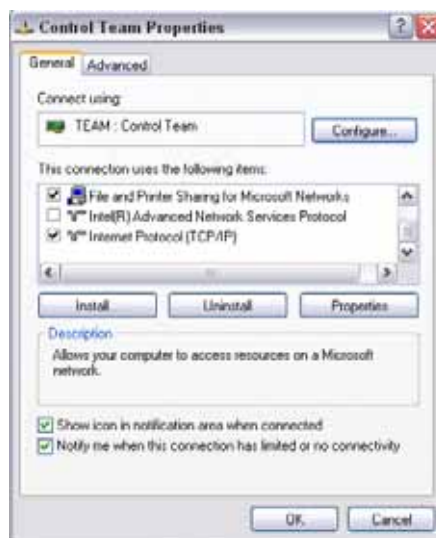 Control Team Properties
General Advanced
Connect using:
TEAM : Control Team
Configure...
This connection uses the following items:
File and Printer Sharing for Microsoft Networks
Intel(R) Advanced Network Services Protocol
Internet Protocol (TCP/IP)
Install... Uninstall Properties
Description
Allows your computer to access resources on a Microsoft
network.
Show icon in notification area when connected
Notify me when this connection has limited or no connectivity
OK Cancel